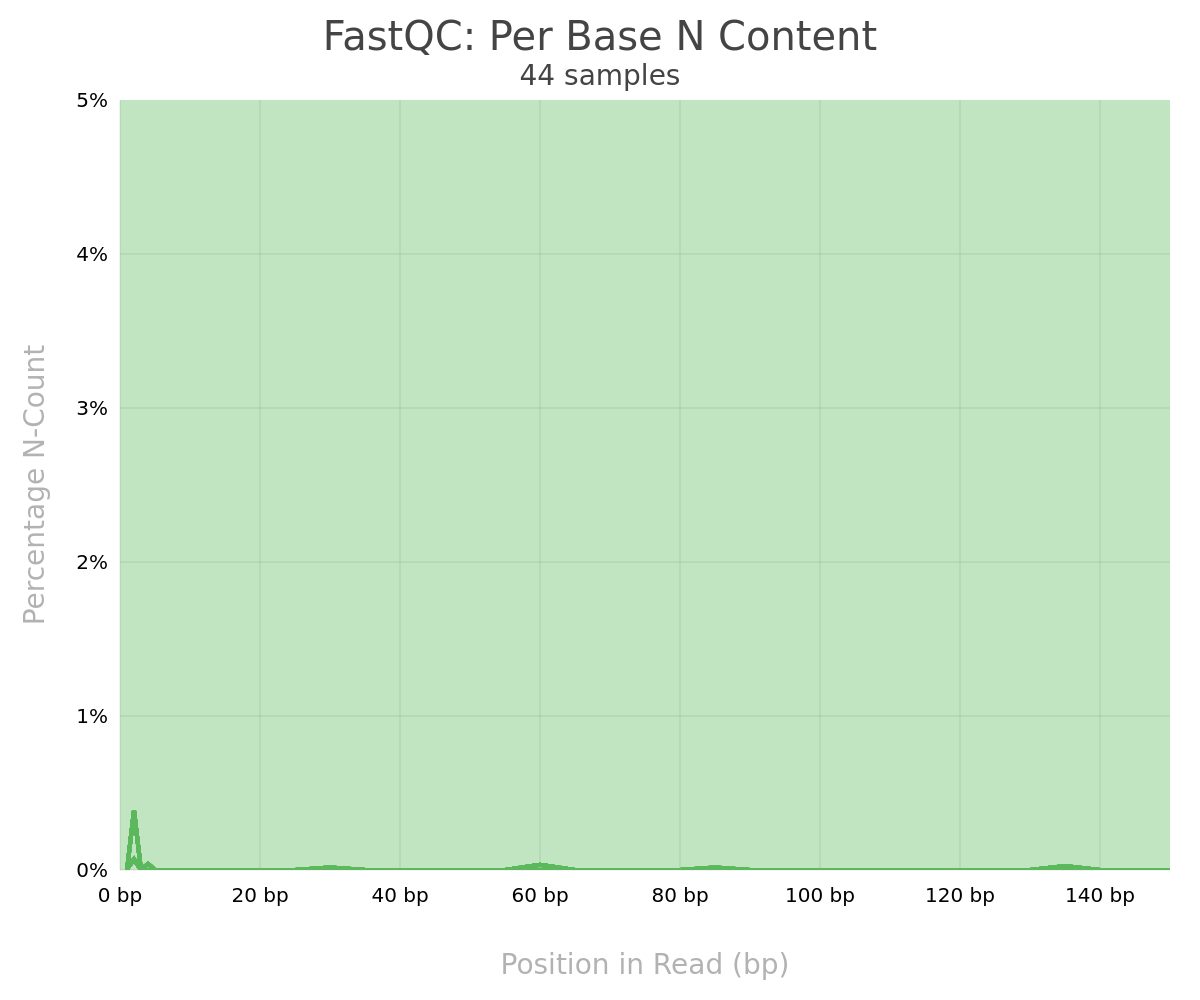 FastQC: Per Base N Content
44 samples
5%
4%
3%
2%
1%
0%
Percentage N-Count
0 bp 20 bp 40 bp 60 bp 80 bp 100 bp 120 bp 140 bp
Position in Read (bp)